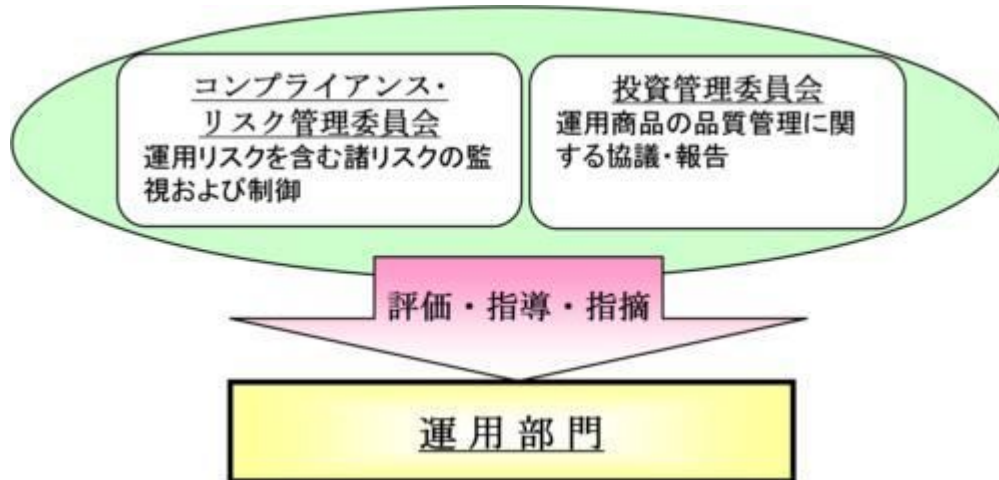 コンプライアンス・
リスク管理委員会
運用リスクを含む諸リスクの監
視および制御
投資管理委員会
運用商品の品質管理に関
する協議・報告
評価・指導・指摘
運用部門